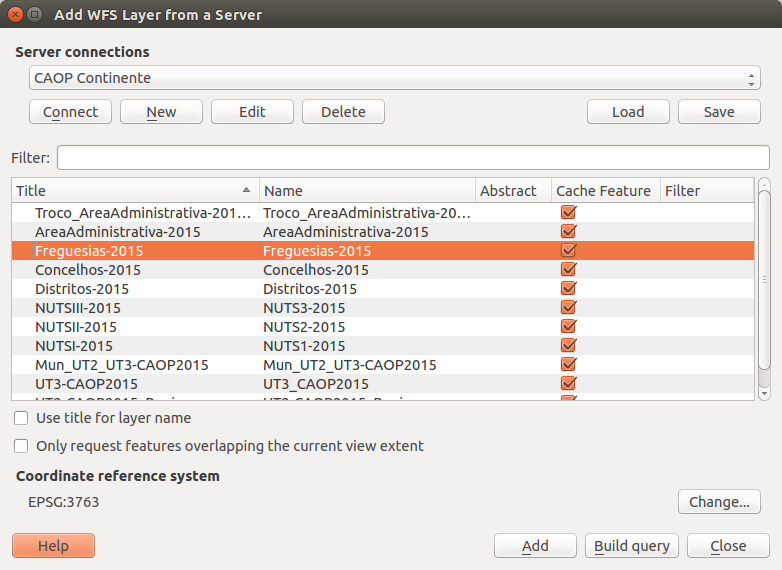 Add WFS Layer from a Server
Server connections
CAOP Continente
Connect New Edit Delete Load Save
Filter:
Title Name Abstract Cache Feature Filter
Troco_AreaAdministrativa-201... Troco_AreaAdministrativa-20...
AreaAdministrativa-2015 AreaAdministrativa-2015
Freguesias-2015 Freguesias-2015
Concelhos-2015 Concelhos-2015
Distritos-2015 Distritos-2015
NUTSIII-2015 NUTS3-2015
NUTSII-2015 NUTS2-2015
NUTSI-2015 NUTS1-2015
Mun_UT2_UT3-CAOP2015 Mun_UT2_UT3-CAOP2015
UT3-CAOP2015 UT3_CAOP2015
Use title for layer name
Only request features overlapping the current view extent
Coordinate reference system
EPSG:3763 Change...
Help Add Build query Close